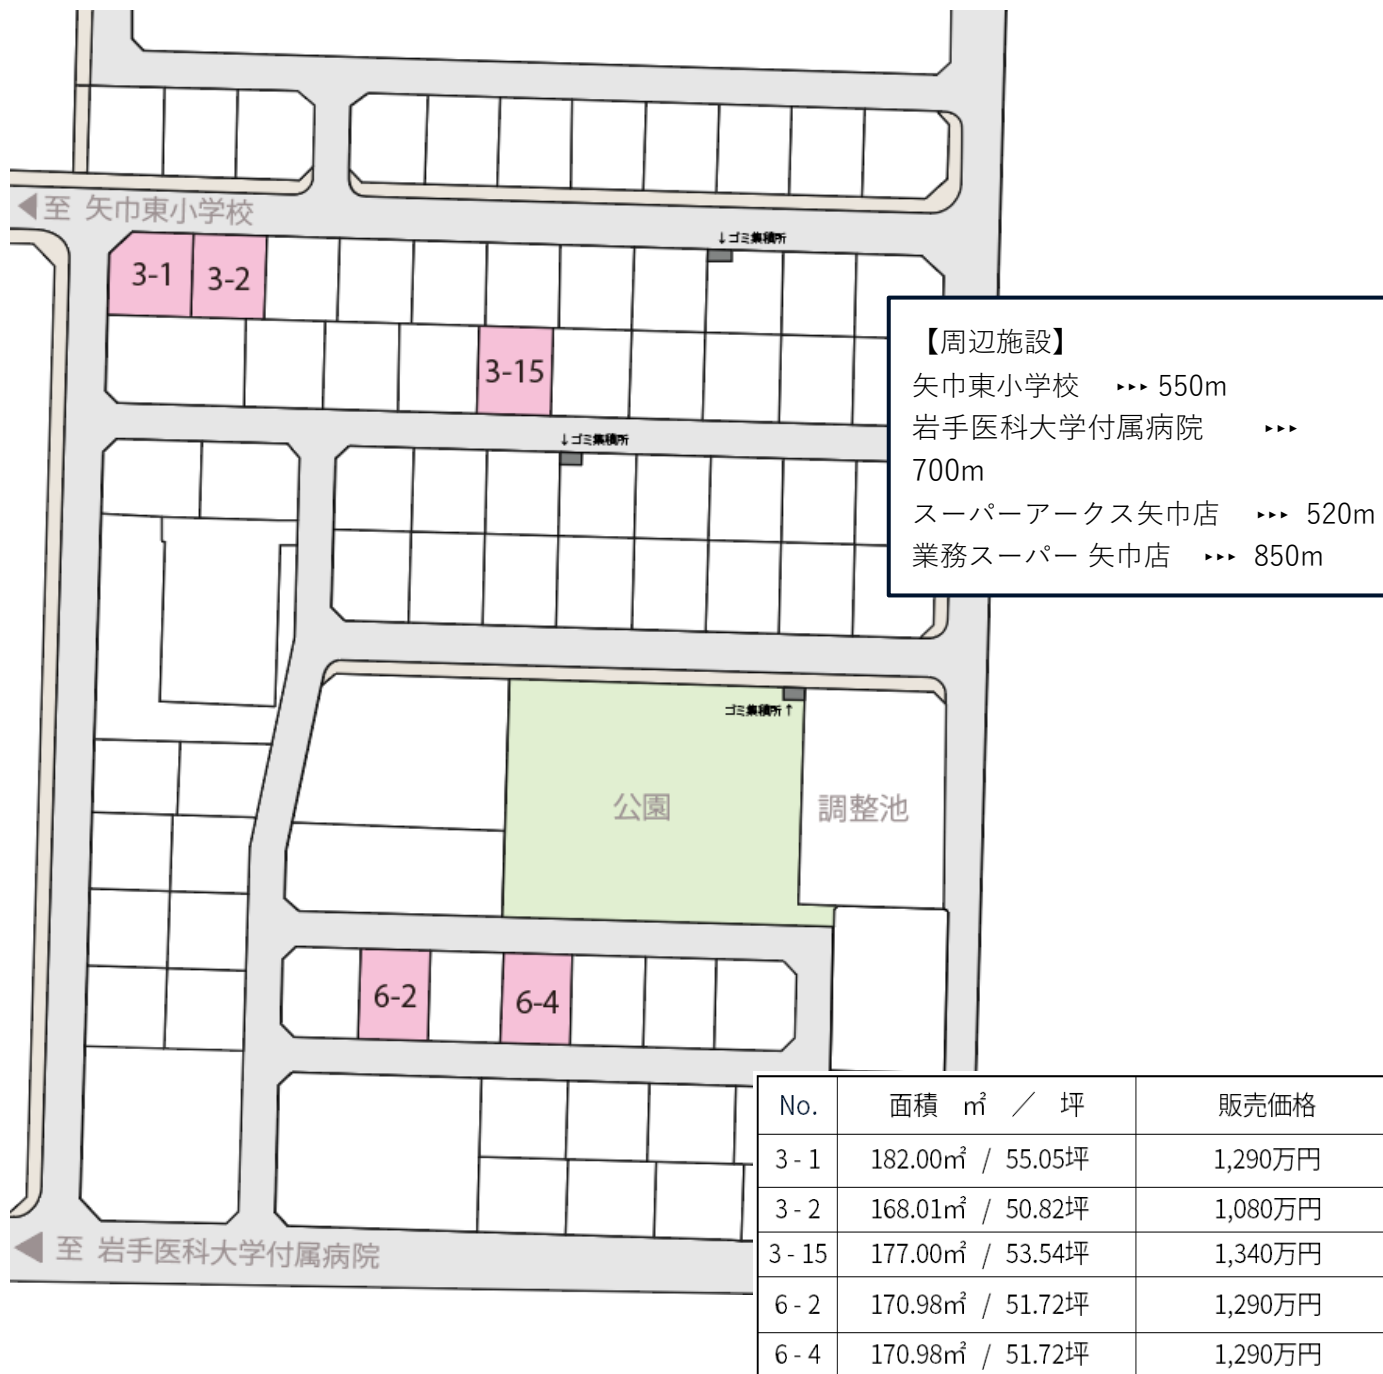 ◀至 矢巾東小学校
↓ゴミ集積所
3-1
3-2
3-15
【周辺施設】
矢巾東小学校 ▸▸▸ 550m
岩手医科大学付属病院 ▸▸▸
700m
スーパーアークス矢巾店 ▸▸▸ 520m
業務スーパー 矢巾店 ▸▸▸ 850m
↓ゴミ集積所
ゴミ集積所↑
公園
調整池
6-2
6-4
◀ 至 岩手医科大学付属病院
No. 面積 ㎡ ／ 坪 販売価格
3 - 1 182.00㎡ / 55.05坪 1,290万円
3 - 2 168.01㎡ / 50.82坪 1,080万円
3 - 15 177.00㎡ / 53.54坪 1,340万円
6 - 2 170.98㎡ / 51.72坪 1,290万円
6 - 4 170.98㎡ / 51.72坪 1,290万円